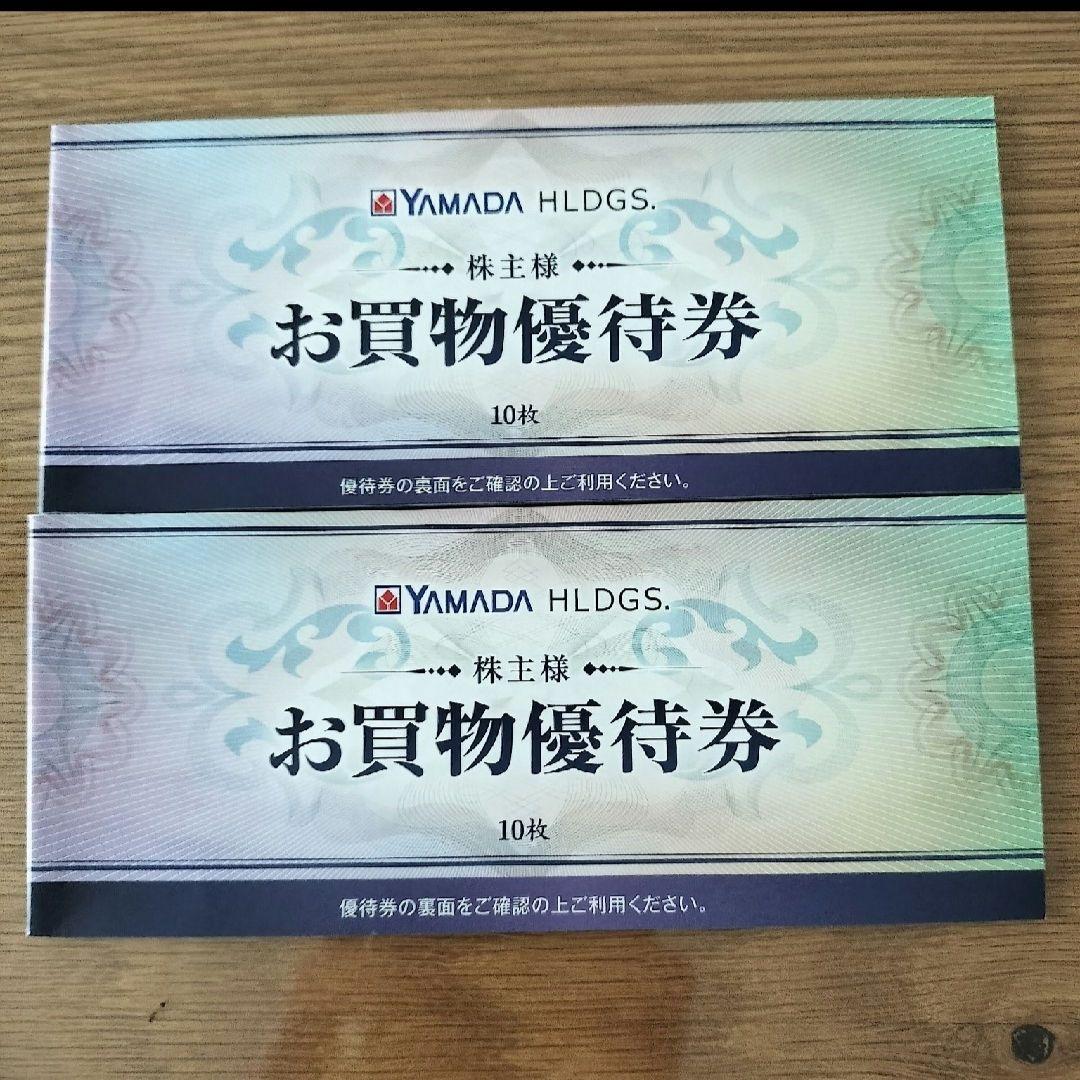 YAMADA HLDGS.
株主様
お買物優待券
10枚
優待券の裏面をご確認の上ご利用ください。
YAMADA HLDGS.
株主様
お買物優待券
10枚
優待券の裏面をご確認の上ご利用ください。